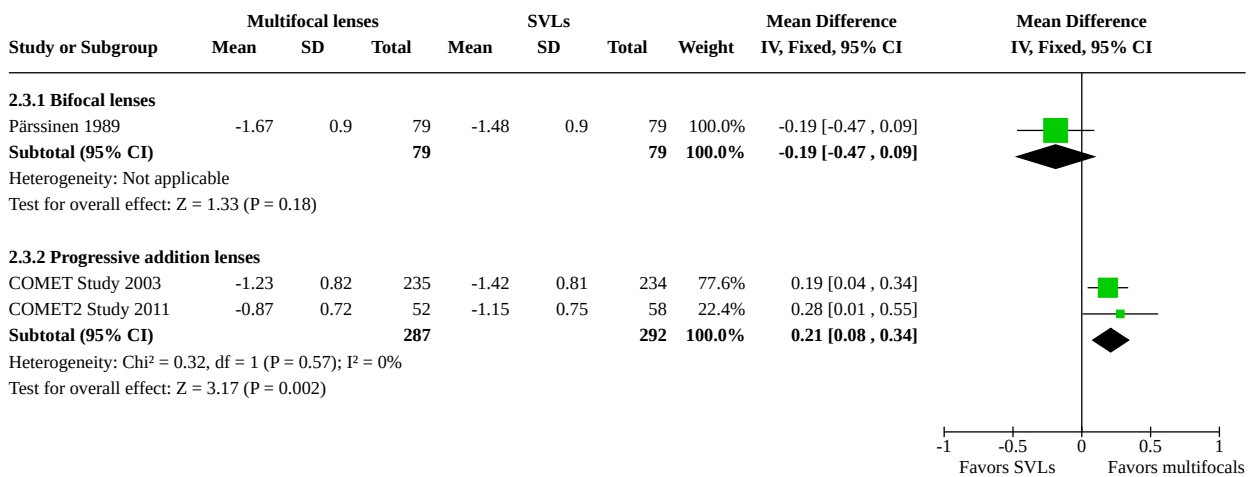 Multifocal lenses SVLs Mean Difference Mean Difference
Study or Subgroup Mean SD Total Mean SD Total Weight IV, Fixed, 95% CI IV, Fixed, 95% CI
2.3.1 Bifocal lenses
Pärssinen 1989 -1.67 0.9 79 -1.48 0.9 79 100.0% -0.19 [-0.47 , 0.09]
Subtotal (95% CI) 79 79 100.0% -0.19 [-0.47 , 0.09]
Heterogeneity: Not applicable
Test for overall effect: Z = 1.33 (P = 0.18)
2.3.2 Progressive addition lenses
COMET Study 2003 -1.23 0.82 235 -1.42 0.81 234 77.6% 0.19 [0.04 , 0.34]
COMET2 Study 2011 -0.87 0.72 52 -1.15 0.75 58 22.4% 0.28 [0.01 , 0.55]
Subtotal (95% CI) 287 292 100.0% 0.21 [0.08 , 0.34]
Heterogeneity: Chi² = 0.32, df = 1 (P = 0.57); I² = 0%
Test for overall effect: Z = 3.17 (P = 0.002)
-1 -0.5 0 0.5 1
Favors SVLs Favors multifocals